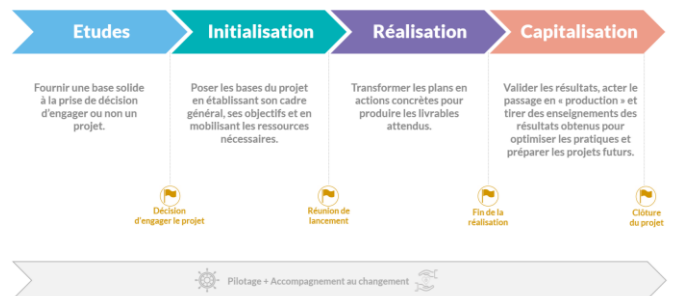 Etudes
Initialisation
Réalisation
Capitalisation
Fournir une base solide
à la prise de décision
d'engager ou non un
projet.
Poser les bases du projet
en établissant son cadre
général, ses objectifs et en
mobilisant les ressources
nécessaires.
Transformer les plans en
actions concrètes pour
produire les livrables
attendus.
Valider les résultats, acter le
passage en « production » et
tirer des enseignements des
résultats obtenus pour
optimiser les pratiques et
préparer les projets futurs.
Décision
d'engager le projet
Réunion de
lancement
Fin de la
réalisation
Clôture
du projet
Pilotage + Accompagnement au changement